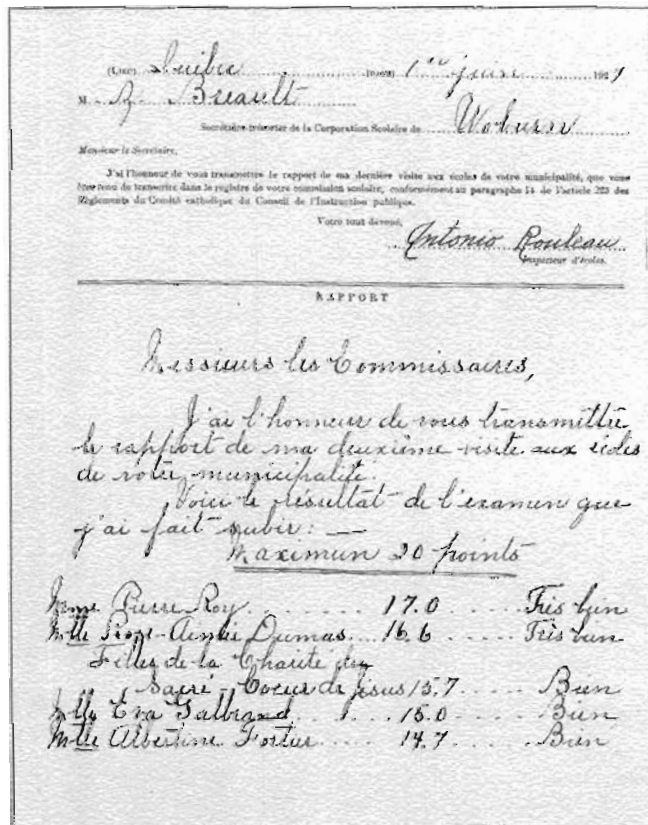 (Lieu) Québec (Date) 1er juin 1929
M. Z. Breault
Secrétaire-trésorier de la Corporation Scolaire de Woburn
Monsieur le Secrétaire,
J'ai l'honneur de vous transmettre le rapport de ma dernière visite aux écoles de votre municipalité, que vous
êtes tenu de transcrire dans le registre de votre commission scolaire, conformément au paragraphe 14 de l'article 223 des
Règlements du Comité catholique du Conseil de l'Instruction publique.
Votre tout dévoué,
Antonio Rouleau
Inspecteur d'écoles.
RAPPORT
Messieurs les Commissaires,
J'ai l'honneur de vous transmettre
le rapport de ma deuxième visite aux écoles
de votre municipalité.
Voici le résultat de l'examen que
j'ai fait subir: —
Maximun 20 points
Mme Pierre Roy ...... 17.0 ..... Très bien
Mlle Rose-Aimée Dumas .. 16.6 .... Très bien
Filles de la Charité du
Sacré-Coeur de Jésus 15.7 ..... Bien
Mlle Eva Galbrand .... 15.0 .... Bien
Mlle Albertine Fortier .... 14.7 ..... Bien